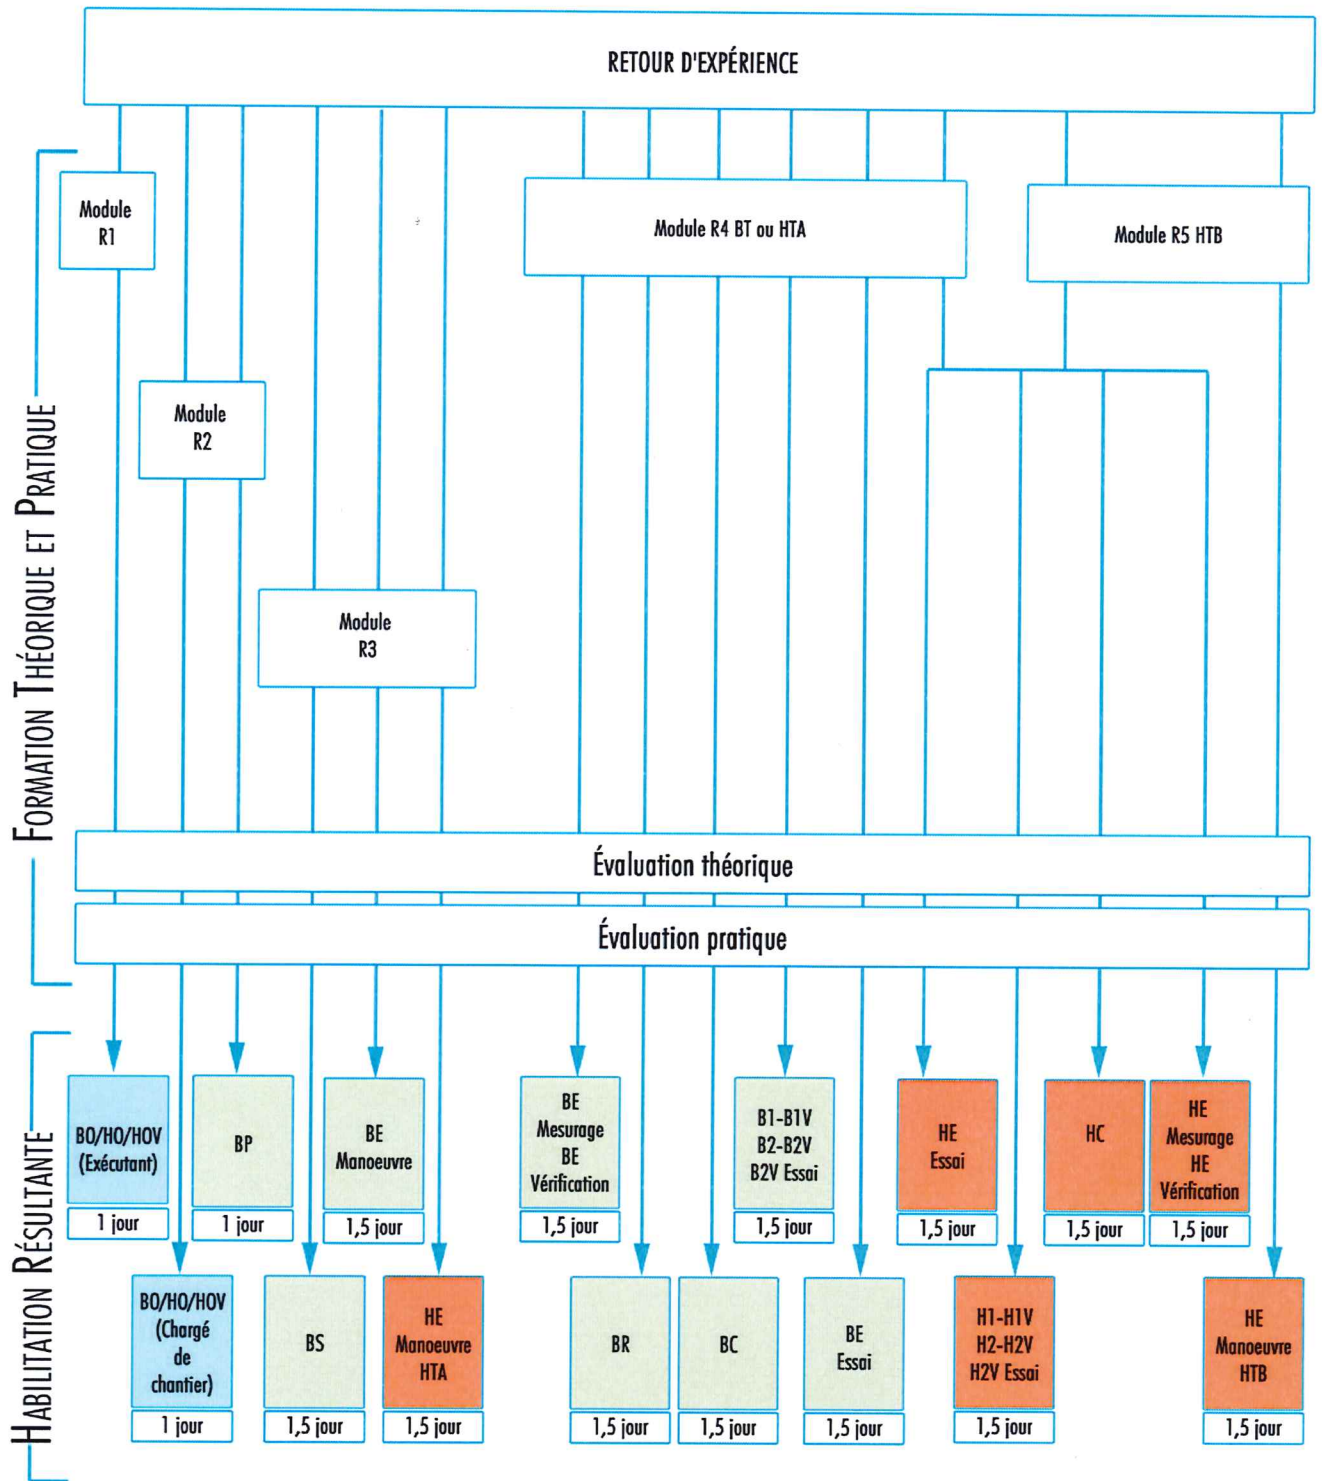 RETOUR D'EXPÉRIENCE
FORMATION THÉORIQUE ET PRATIQUE
Module
R1
Module R4 BT ou HTA
Module R5 HTB
Module
R2
Module
R3
Évaluation théorique
Évaluation pratique
HABILITATION RÉSULTANTE
BO/HO/HOV
(Exécutant)
1 jour
BP
1 jour
BE
Manoeuvre
1,5 jour
BE
Mesurage
BE
Vérification
1,5 jour
B1-B1V
B2-B2V
B2V Essai
1,5 jour
HE
Essai
1,5 jour
HC
1,5 jour
HE
Mesurage
HE
Vérification
1,5 jour
BO/HO/HOV
(Chargé
de
chantier)
1 jour
BS
1,5 jour
HE
Manoeuvre
HTA
1,5 jour
BR
1,5 jour
BC
1,5 jour
BE
Essai
1,5 jour
H1-H1V
H2-H2V
H2V Essai
1,5 jour
HE
Manoeuvre
HTB
1,5 jour